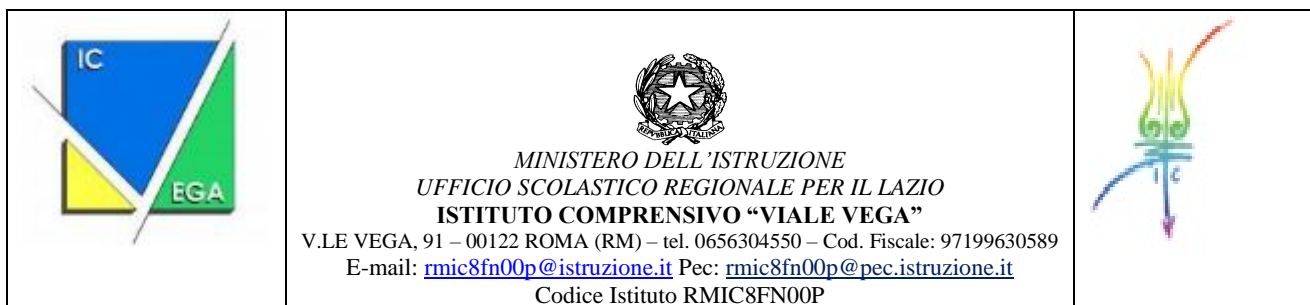 IC
EGA
REPVBBLICA ITALIANA
MINISTERO DELL'ISTRUZIONE
UFFICIO SCOLASTICO REGIONALE PER IL LAZIO
ISTITUTO COMPRENSIVO “VIALE VEGA”
V.LE VEGA, 91 – 00122 ROMA (RM) – tel. 0656304550 – Cod. Fiscale: 97199630589
E-mail: rmic8fn00p@istruzione.it Pec: rmic8fn00p@pec.istruzione.it
Codice Istituto RMIC8FN00P
I C